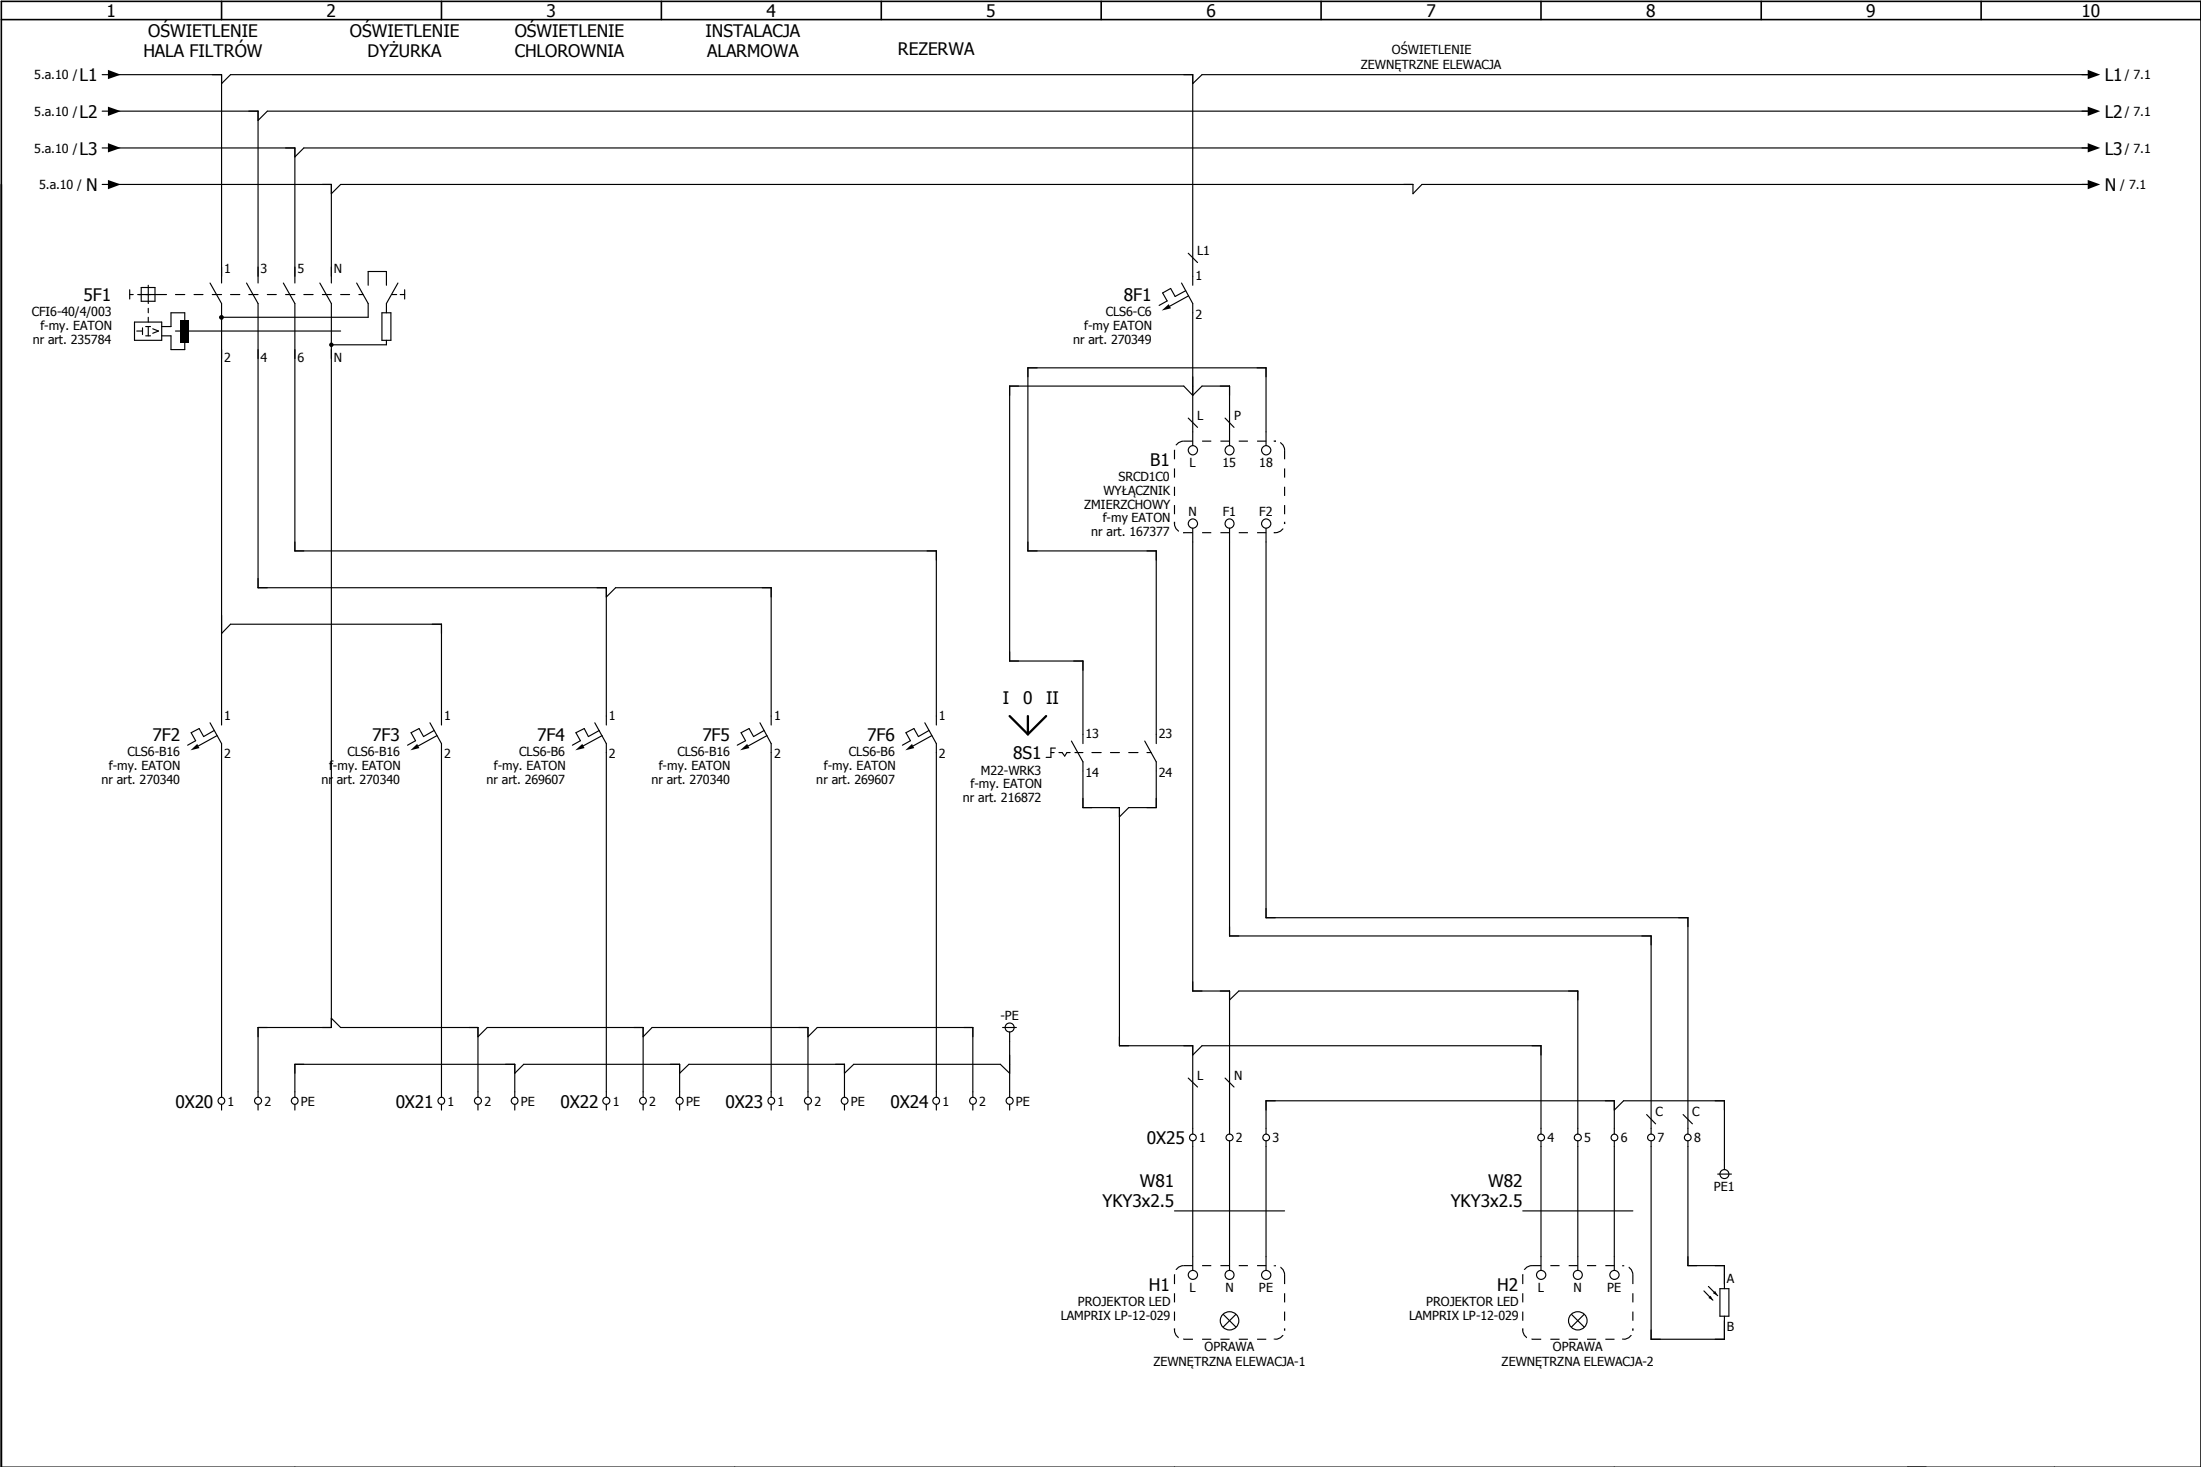 1 2 3 4 5 6 7 8 9 10
OŚWIETLENIE
HALA FILTRÓW
OŚWIETLENIE
DYŻURKA
OŚWIETLENIE
CHLOROWNIA
INSTALACJA
ALARMOWA
REZERWA
OŚWIETLENIE
ZEWNĘTRZNE ELEWACJA
5.a.10 / L1
L1 / 7.1
5.a.10 / L2
L2 / 7.1
5.a.10 / L3
L3 / 7.1
5.a.10 / N
N / 7.1
1 3 5 N
5F1
CFI6-40/4/003
f-my. EATON
nr art. 235784
I>
2 4 6 N
L1
1
8F1
CLS6-C6
f-my EATON
nr art. 270349
2
L P
B1
SRCD1C0
WYŁĄCZNIK
ZMIERZCHOWY
f-my EATON
nr art. 167377
L 15 18
N F1 F2
1
7F2
CLS6-B16
f-my. EATON
nr art. 270340
2
1
7F3
CLS6-B16
f-my. EATON
nr art. 270340
2
1
7F4
CLS6-B6
f-my. EATON
nr art. 269607
2
1
7F5
CLS6-B16
f-my. EATON
nr art. 270340
2
1
7F6
CLS6-B6
f-my. EATON
nr art. 269607
2
I 0 II
8S1
M22-WRK3
f-my. EATON
nr art. 216872
13 23
14 24
-PE
0X20 1 2 PE
0X21 1 2 PE
0X22 1 2 PE
0X23 1 2 PE
0X24 1 2 PE
L N
C C
0X25 1 2 3 4 5 6 7 8
PE1
W81
YKY3x2.5
W82
YKY3x2.5
H1
PROJEKTOR LED
LAMPRIX LP-12-029
L N PE
OPRAWA
ZEWNĘTRZNA ELEWACJA-1
H2
PROJEKTOR LED
LAMPRIX LP-12-029
L N PE
OPRAWA
ZEWNĘTRZNA ELEWACJA-2
A
B